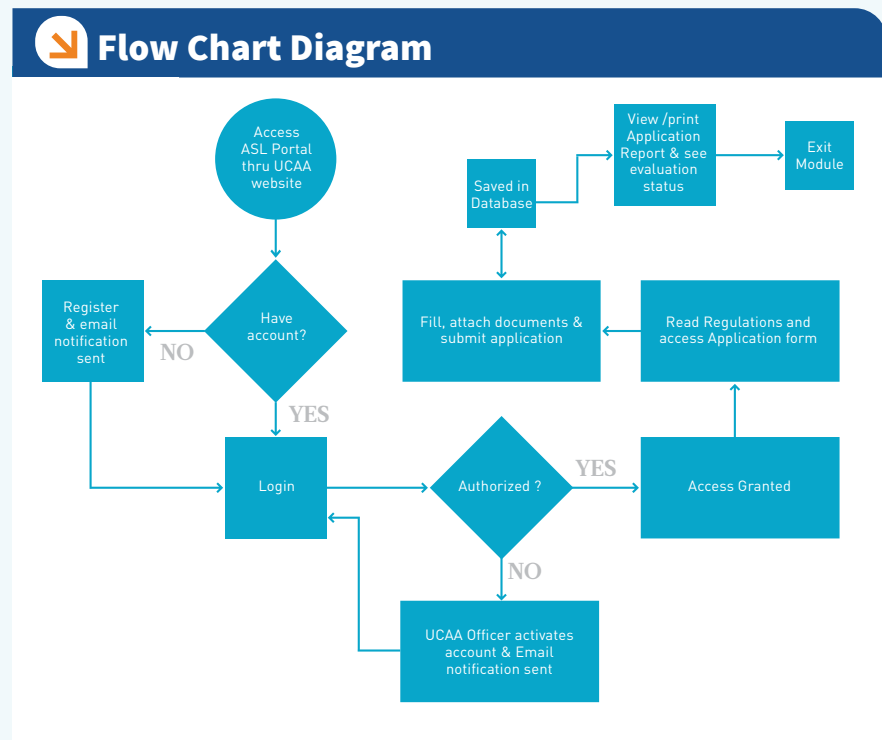 Flow Chart Diagram
Access
ASL Portal
thru UCAA
website
Have
account?
NO
Register
& email
notification
sent
YES
Login
Authorized ?
NO
UCAA Officer activates
account & Email
notification sent
YES
Access Granted
Read Regulations and
access Application form
Fill, attach documents &
submit application
Saved in
Database
View /print
Application
Report & see
evaluation
status
Exit
Module